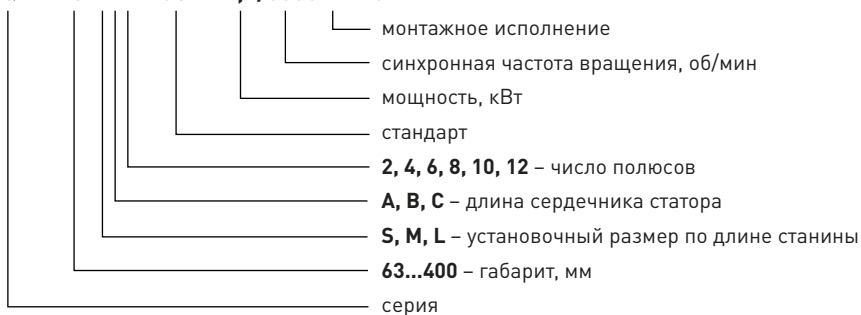 монтажное исполнение
синхронная частота вращения, об/мин
мощность, кВт
стандарт
2, 4, 6, 8, 10, 12 – число полюсов
A, B, C – длина сердечника статора
S, M, L – установочный размер по длине станины
63...400 – габарит, мм
серия